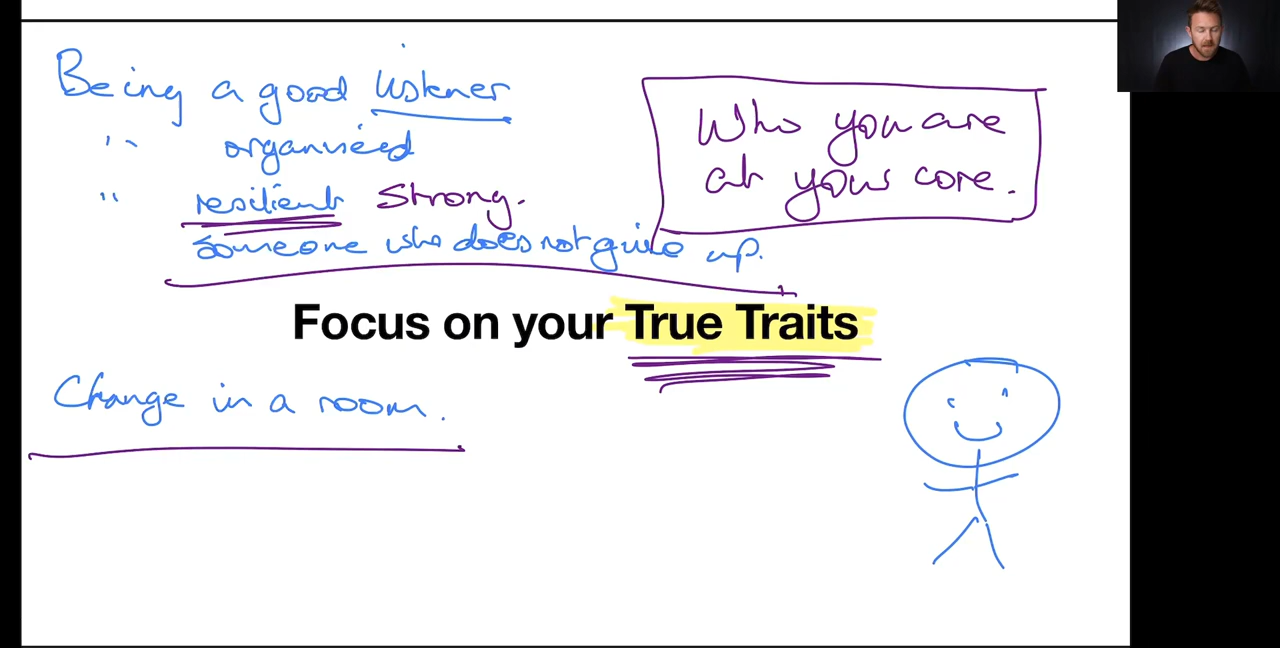 Being a good listener
" organised
" resilient Strong.
Someone who does not give up.
Who you are
at your core.
Focus on your True Traits
Change in a room.